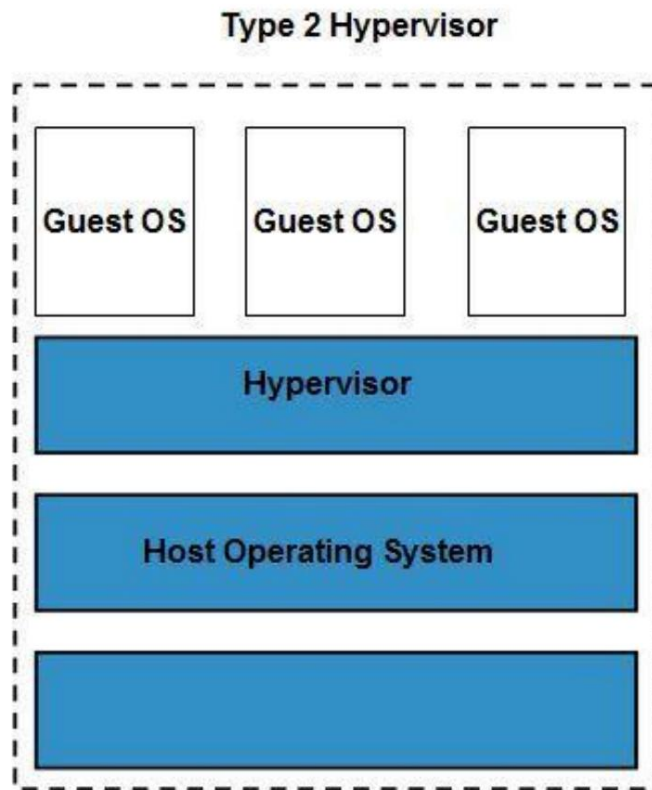 Type 2 Hypervisor
Guest OS Guest OS Guest OS
Hypervisor
Host Operating System